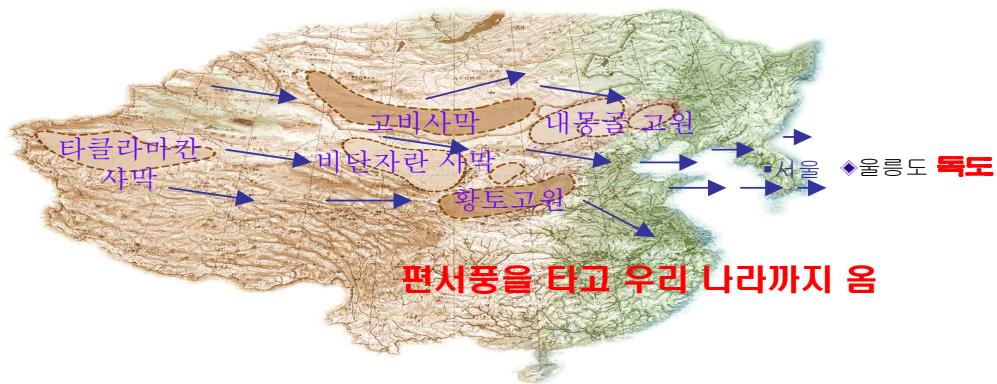 고비사막
내몽골 고원
타클라마칸
사막
바단자란 사막
황토고원
▪서울
◈울릉도
독도
편서풍을 타고 우리 나라까지 옴